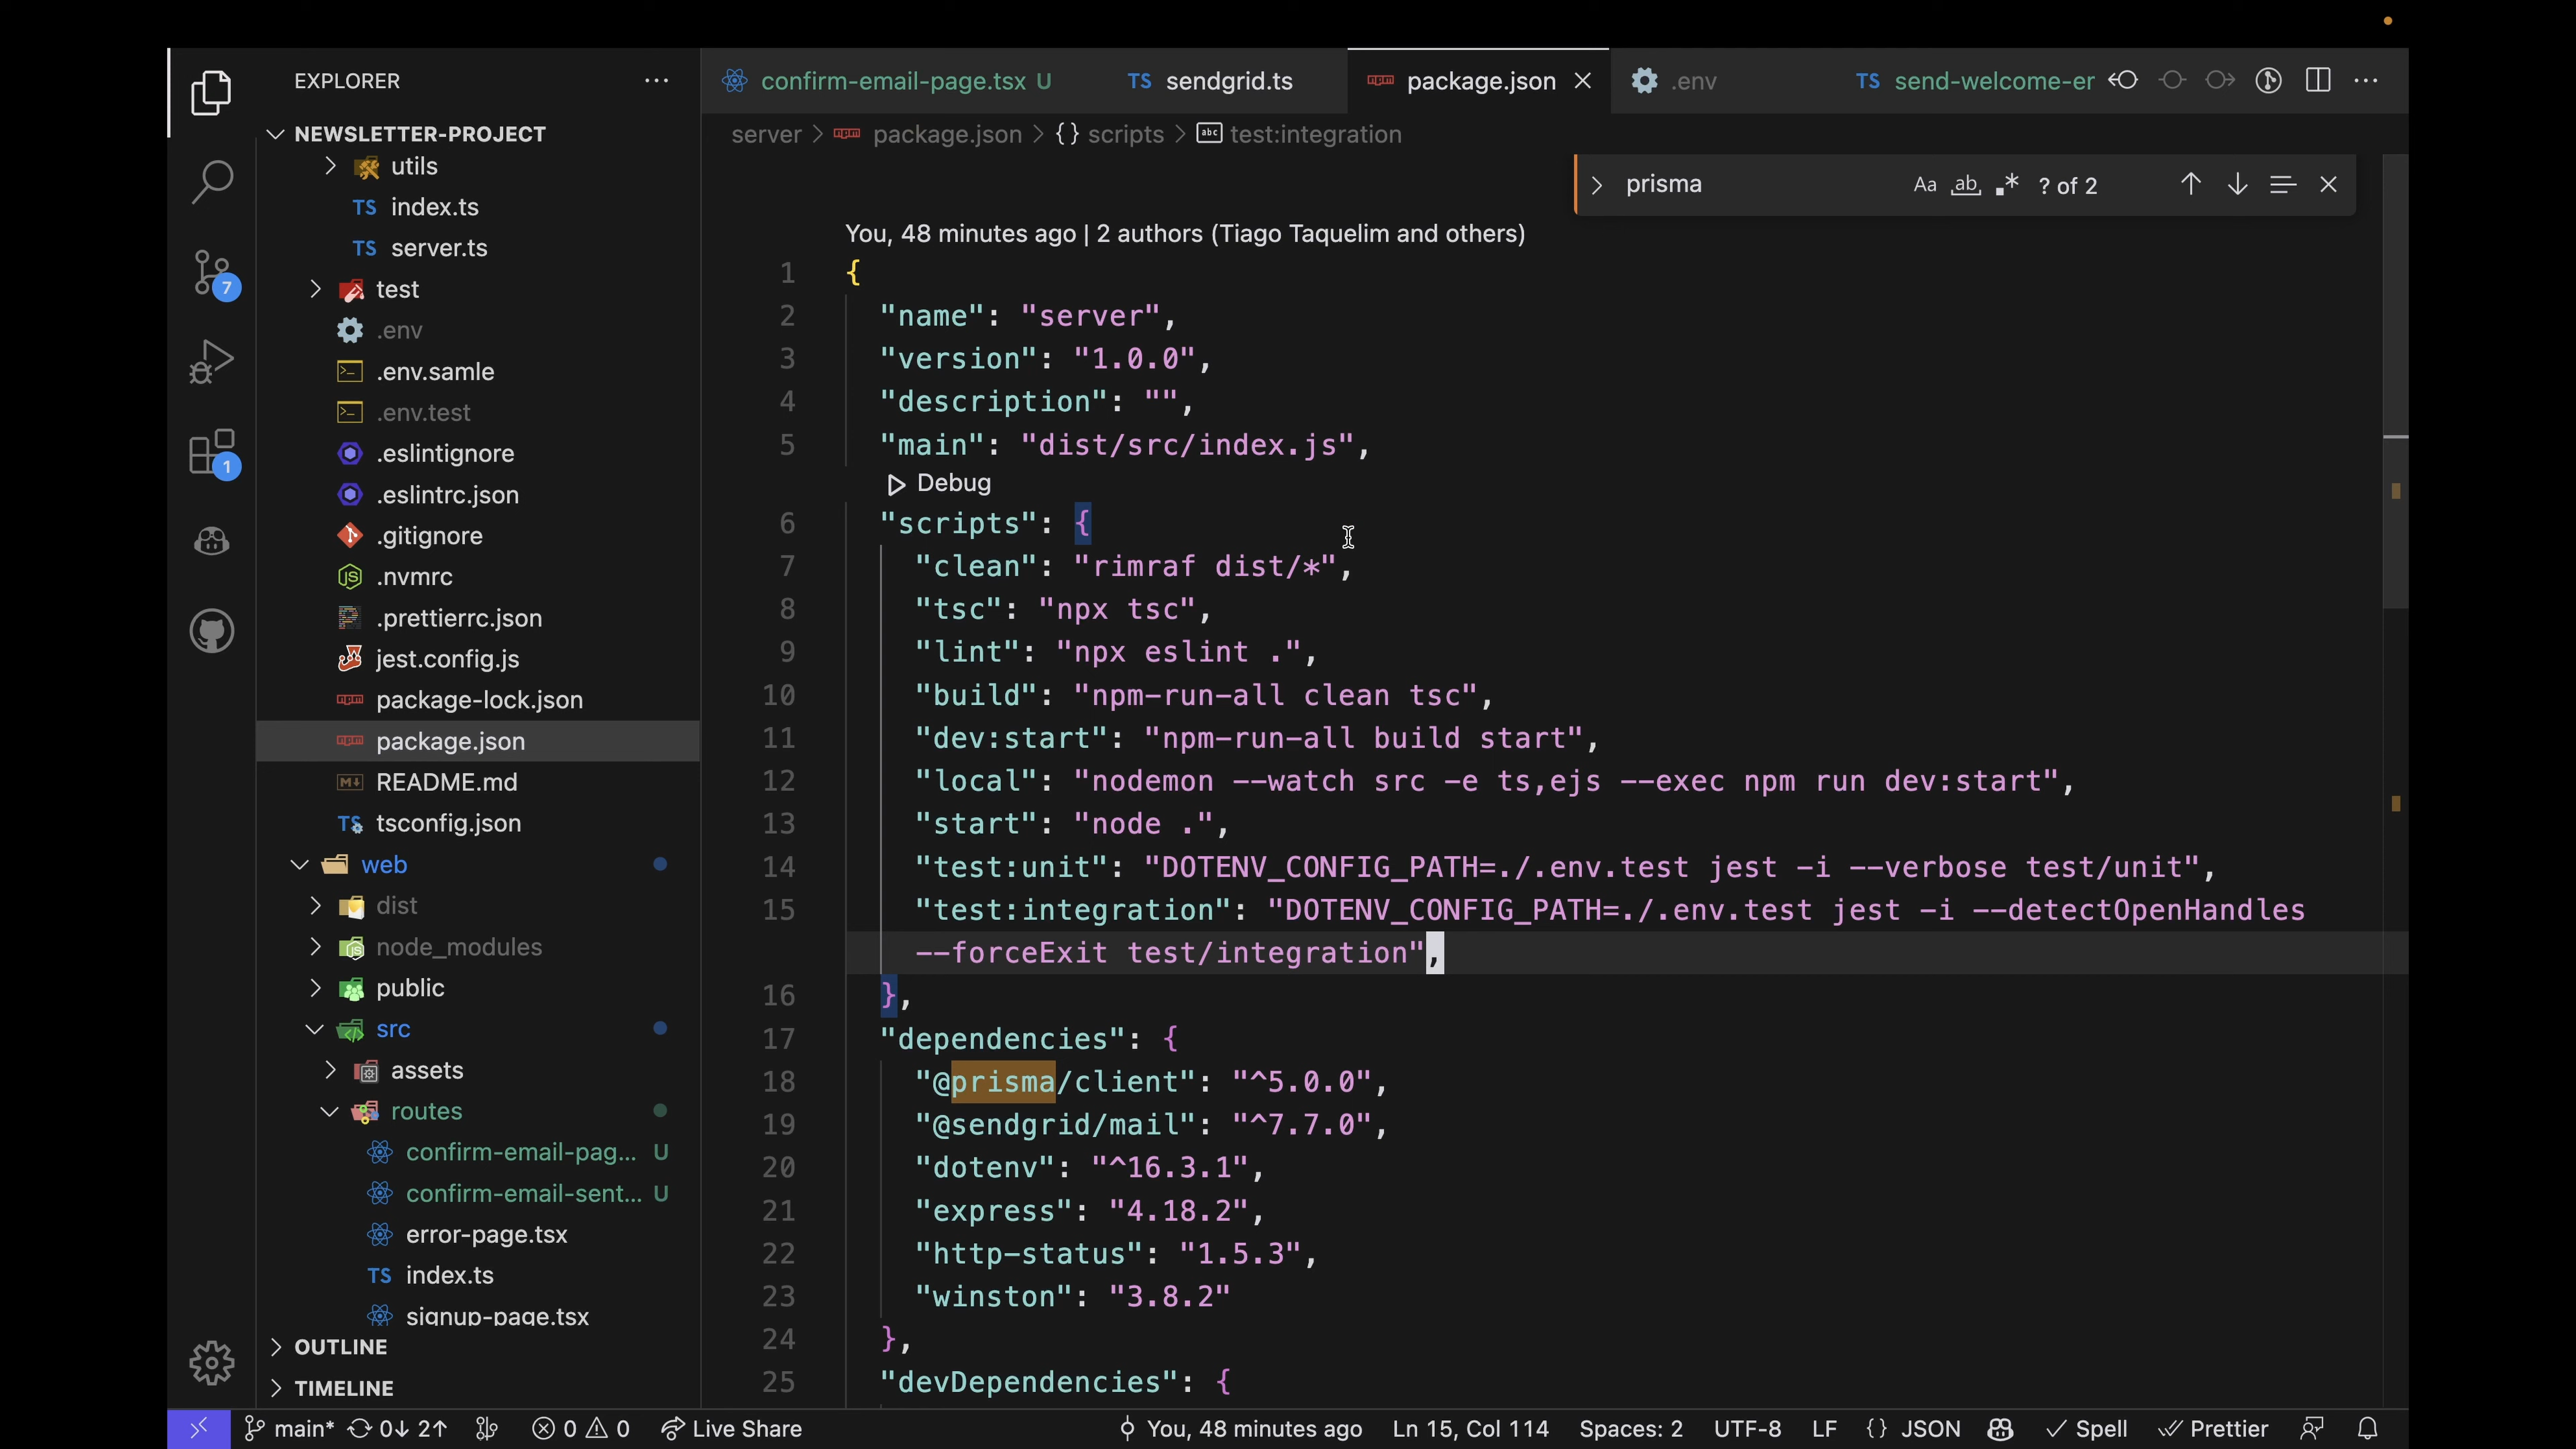 EXPLORER
NEWSLETTER-PROJECT
utils
TS index.ts
TS server.ts
test
.env
.env.samle
.env.test
.eslintignore
.eslintrc.json
.gitignore
.nvmrc
.prettierrc.json
jest.config.js
package-lock.json
package.json
README.md
TS tsconfig.json
web
dist
node_modules
public
src
assets
routes
confirm-email-pag... U
confirm-email-sent... U
error-page.tsx
TS index.ts
signup-page.tsx
OUTLINE
TIMELINE
7
1
confirm-email-page.tsx U
TS sendgrid.ts
package.json
.env
TS send-welcome-er
server > package.json > {} scripts > abc test:integration
prisma Aa ab .* ? of 2
You, 48 minutes ago | 2 authors (Tiago Taquelim and others)
1 {
2 "name": "server",
3 "version": "1.0.0",
4 "description": "",
5 "main": "dist/src/index.js",
Debug
6 "scripts": {
7 "clean": "rimraf dist/*",
8 "tsc": "npx tsc",
9 "lint": "npx eslint .",
10 "build": "npm-run-all clean tsc",
11 "dev:start": "npm-run-all build start",
12 "local": "nodemon --watch src -e ts,ejs --exec npm run dev:start",
13 "start": "node .",
14 "test:unit": "DOTENV_CONFIG_PATH=./.env.test jest -i --verbose test/unit",
15 "test:integration": "DOTENV_CONFIG_PATH=./.env.test jest -i --detectOpenHandles
--forceExit test/integration",
16 },
17 "dependencies": {
18 "@prisma/client": "^5.0.0",
19 "@sendgrid/mail": "^7.7.0",
20 "dotenv": "^16.3.1",
21 "express": "4.18.2",
22 "http-status": "1.5.3",
23 "winston": "3.8.2"
24 },
25 "devDependencies": {
main* 0↓ 2↑ 0 0 Live Share You, 48 minutes ago Ln 15, Col 114 Spaces: 2 UTF-8 LF {} JSON Spell Prettier